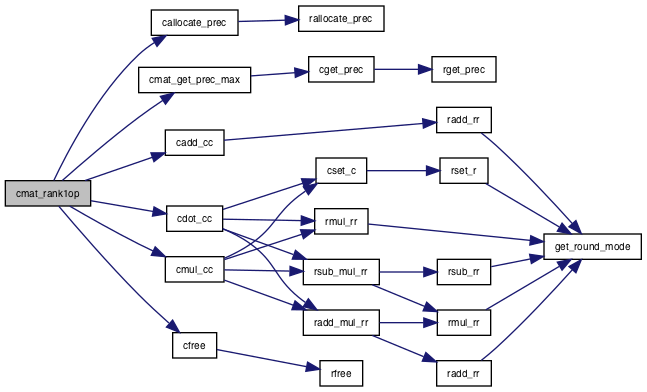 callocate_prec
rallocate_prec
cmat_get_prec_max
cget_prec
rget_prec
cadd_cc
radd_rr
cset_c
rset_r
cmat_rank1op
cdot_cc
rmul_rr
get_round_mode
cmul_cc
rsub_mul_rr
rsub_rr
radd_mul_rr
rmul_rr
cfree
rfree
radd_rr